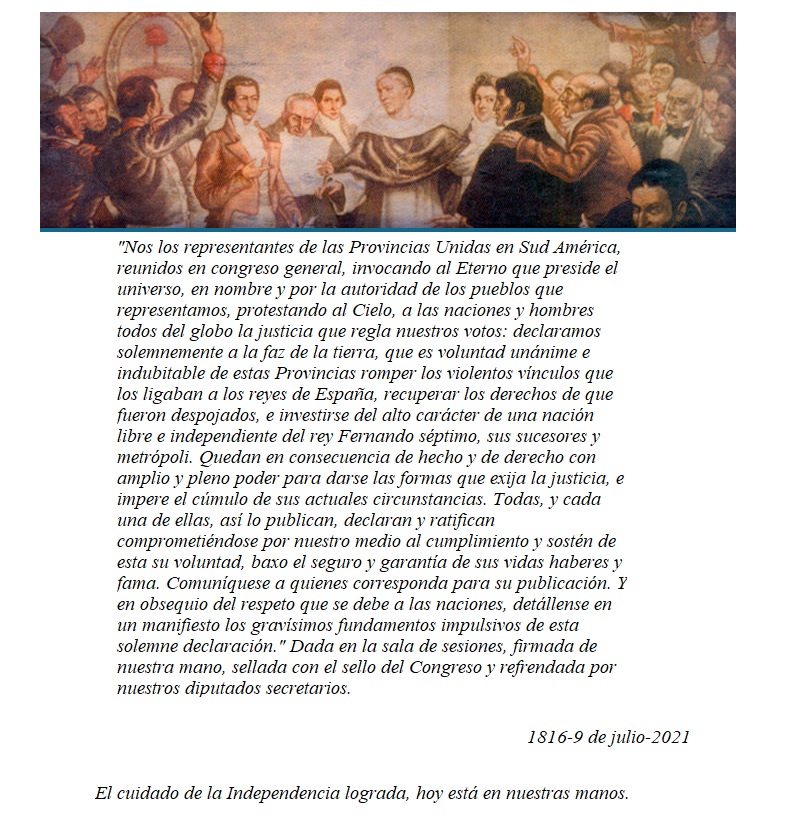 "Nos los representantes de las Provincias Unidas en Sud América,
reunidos en congreso general, invocando al Eterno que preside el
universo, en nombre y por la autoridad de los pueblos que
representamos, protestando al Cielo, a las naciones y hombres
todos del globo la justicia que regla nuestros votos: declaramos
solemnemente a la faz de la tierra, que es voluntad unánime e
indubitable de estas Provincias romper los violentos vínculos que
los ligaban a los reyes de España, recuperar los derechos de que
fueron despojados, e investirse del alto carácter de una nación
libre e independiente del rey Fernando séptimo, sus sucesores y
metrópoli. Quedan en consecuencia de hecho y de derecho con
amplio y pleno poder para darse las formas que exija la justicia, e
impere el cúmulo de sus actuales circunstancias. Todas, y cada
una de ellas, así lo publican, declaran y ratifican
comprometiéndose por nuestro medio al cumplimiento y sostén de
esta su voluntad, baxo el seguro y garantía de sus vidas haberes y
fama. Comuníquese a quienes corresponda para su publicación. Y
en obsequio del respeto que se debe a las naciones, detállense en
un manifiesto los gravísimos fundamentos impulsivos de esta
solemne declaración." Dada en la sala de sesiones, firmada de
nuestra mano, sellada con el sello del Congreso y refrendada por
nuestros diputados secretarios.
1816-9 de julio-2021
El cuidado de la Independencia lograda, hoy está en nuestras manos.